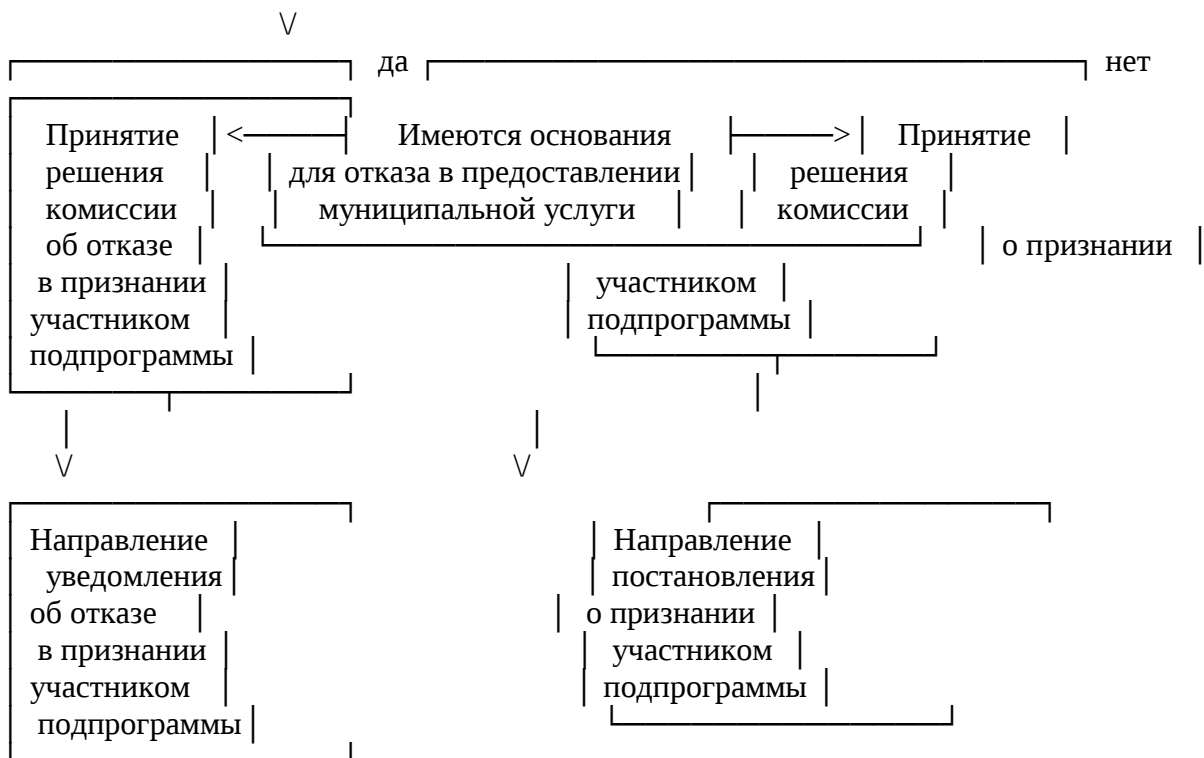 \/
да нет
Принятие <─────┤ Имеются основания ├─────> Принятие
решения для отказа в предоставлении решения
комиссии муниципальной услуги комиссии
об отказе о признании
в признании участником
участником подпрограммы
подпрограммы
\/ \/
Направление Направление
уведомления постановления
об отказе о признании
в признании участником
участником подпрограммы
подпрограммы